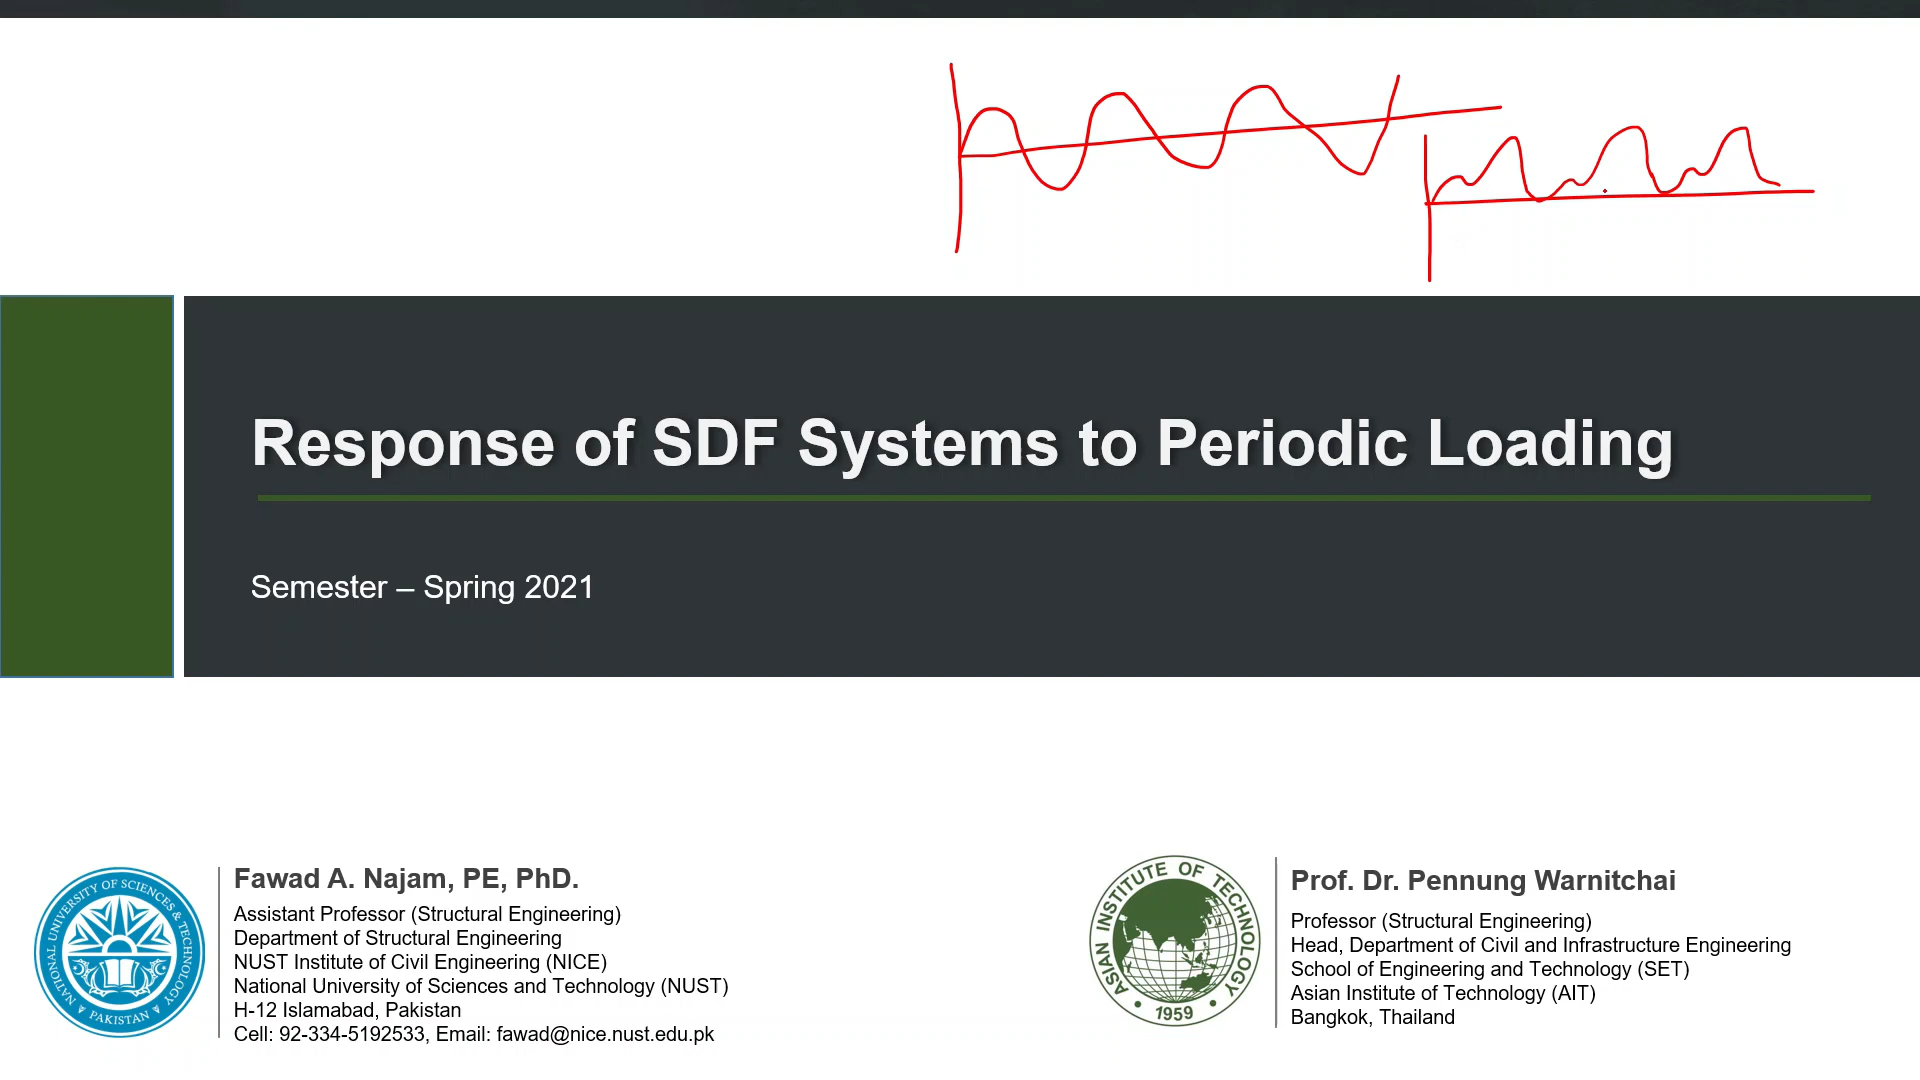 Response of SDF Systems to Periodic Loading
Semester – Spring 2021
NATIONAL UNIVERSITY OF SCIENCES & TECHNOLOGY
PAKISTAN
Fawad A. Najam, PE, PhD.
Assistant Professor (Structural Engineering)
Department of Structural Engineering
NUST Institute of Civil Engineering (NICE)
National University of Sciences and Technology (NUST)
H-12 Islamabad, Pakistan
Cell: 92-334-5192533, Email: fawad@nice.nust.edu.pk
ASIAN INSTITUTE OF TECHNOLOGY
1959
Prof. Dr. Pennung Warnitchai
Professor (Structural Engineering)
Head, Department of Civil and Infrastructure Engineering
School of Engineering and Technology (SET)
Asian Institute of Technology (AIT)
Bangkok, Thailand